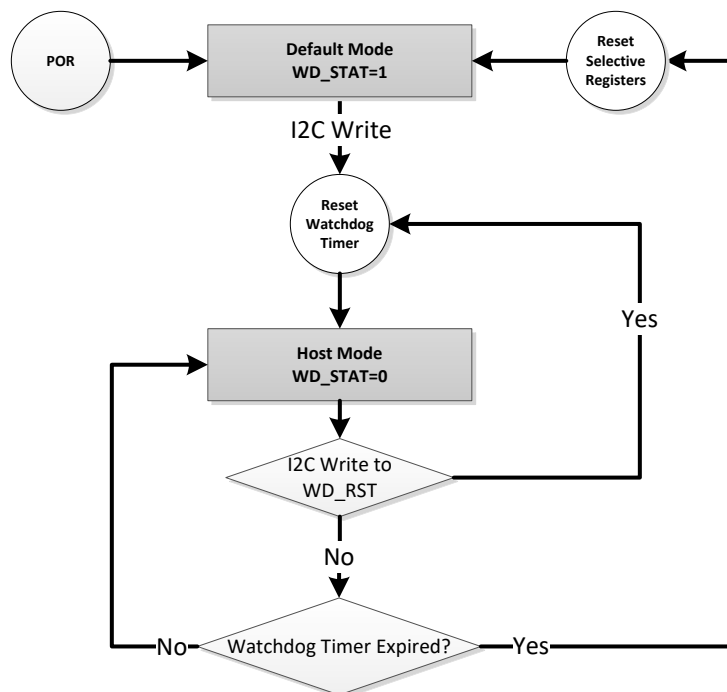 POR
Default Mode
WD_STAT=1
Reset
Selective
Registers
I2C Write
Reset
Watchdog
Timer
Yes
Host Mode
WD_STAT=0
I2C Write to
WD_RST
No
No
Watchdog Timer Expired?
Yes